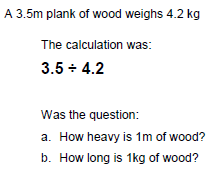 A 3.5m plank of wood weighs 4.2 kg
The calculation was:
3.5 ÷ 4.2
Was the question:
a. How heavy is 1m of wood?
b. How long is 1kg of wood?